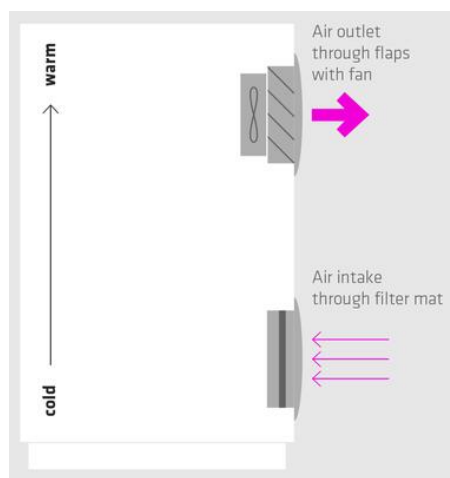 Air outlet
through flaps
with fan
warm
Air intake
through filter mat
cold